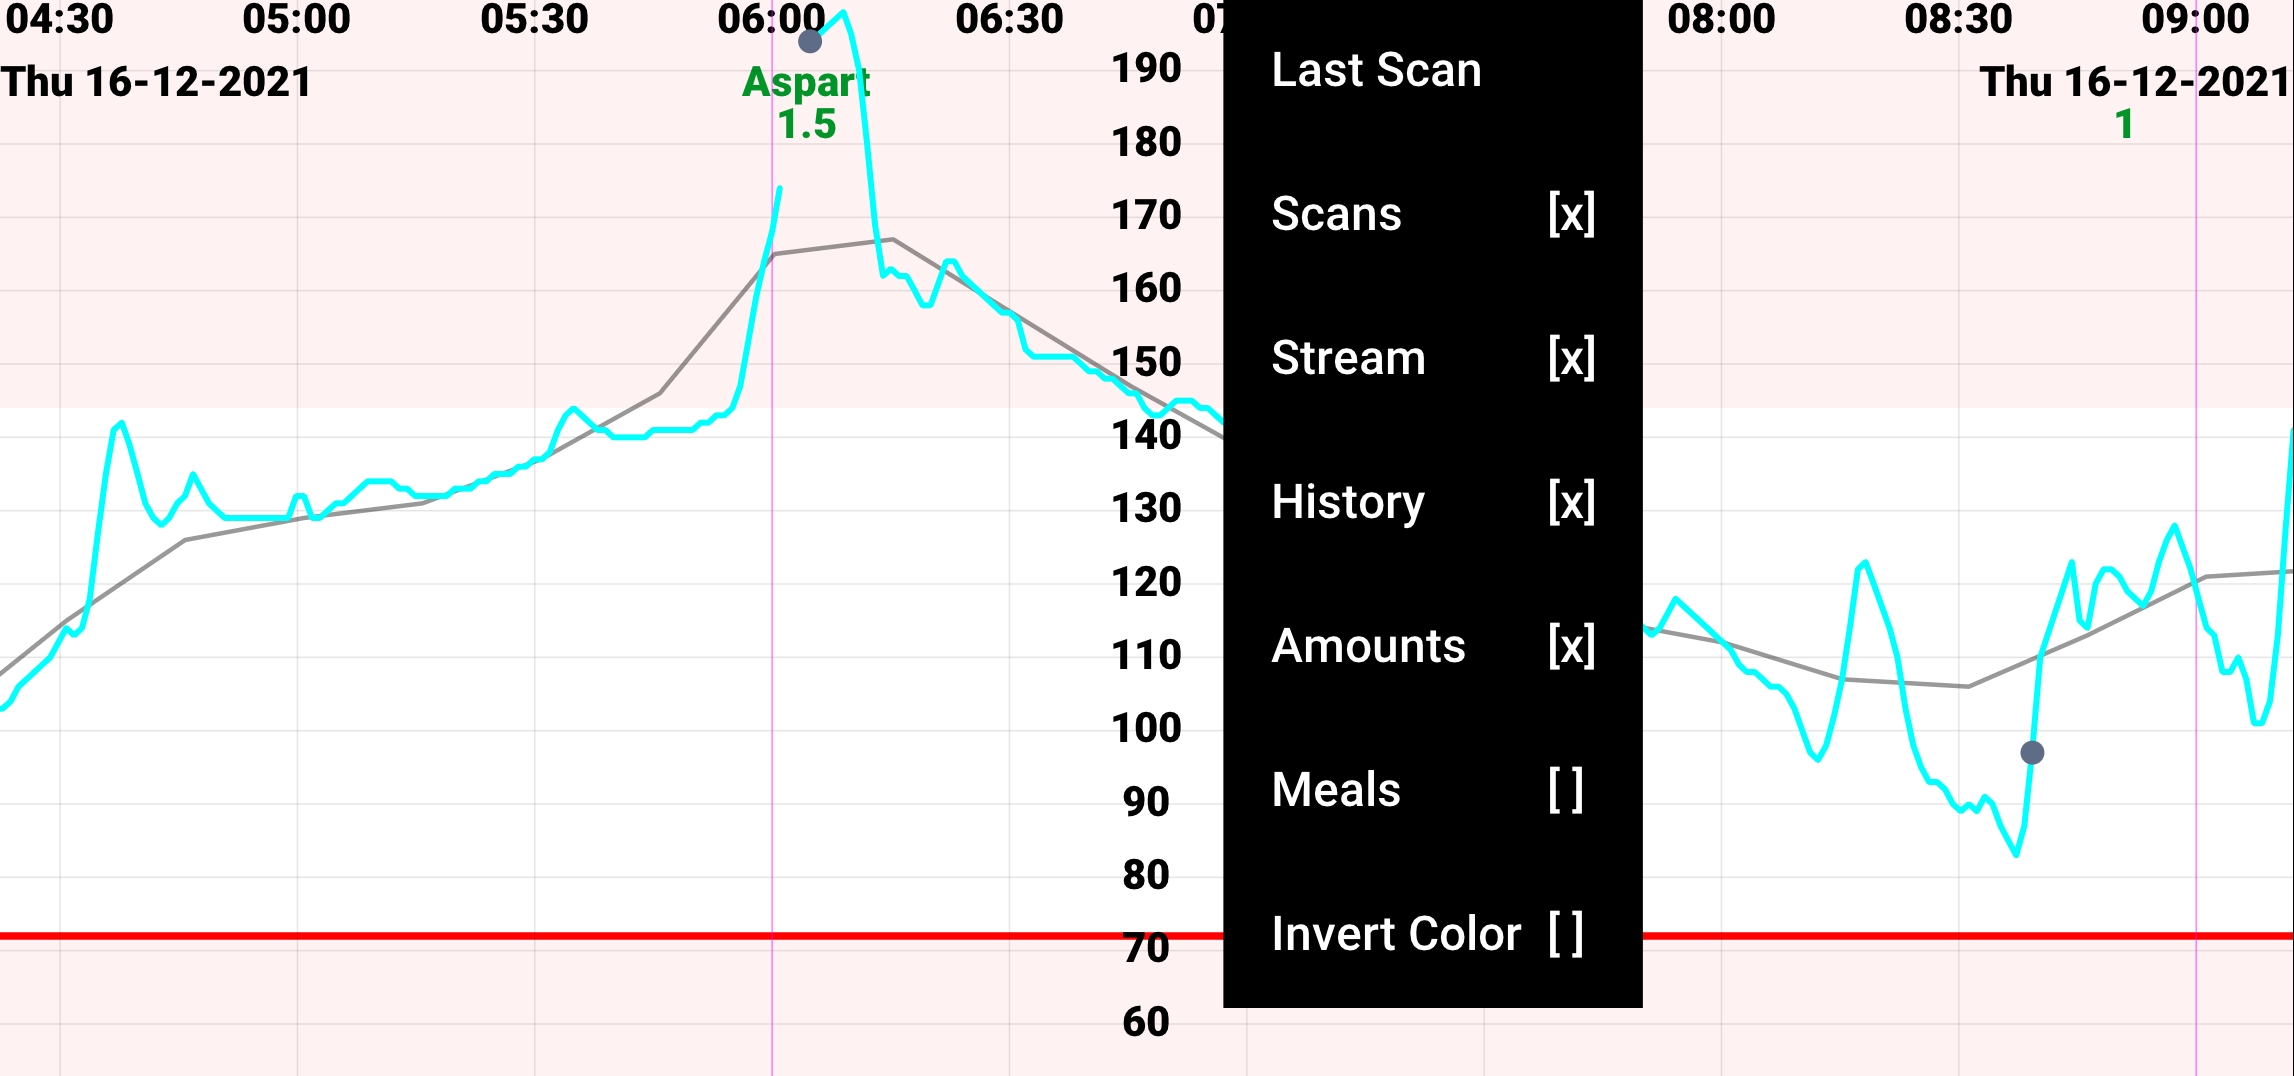 04:30 05:00 05:30 06:00 06:30 07 08:00 08:30 09:00
Thu 16-12-2021 Thu 16-12-2021
Aspart
1.5
1
190
180
170
160
150
140
130
120
110
100
90
80
70
60
Last Scan
Scans [x]
Stream [x]
History [x]
Amounts [x]
Meals [ ]
Invert Color [ ]